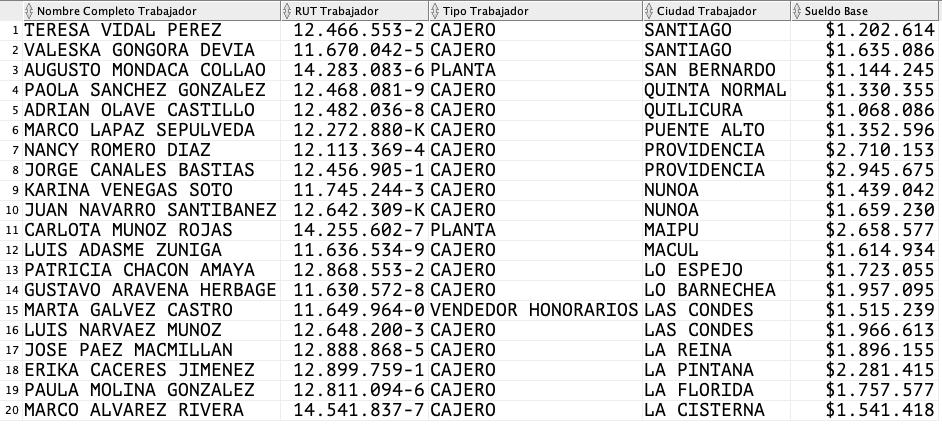 Nombre Completo Trabajador RUT Trabajador Tipo Trabajador Ciudad Trabajador Sueldo Base
1 TERESA VIDAL PEREZ 12.466.553-2 CAJERO SANTIAGO $1.202.614
2 VALESKA GONGORA DEVIA 11.670.042-5 CAJERO SANTIAGO $1.635.086
3 AUGUSTO MONDACA COLLAO 14.283.083-6 PLANTA SAN BERNARDO $1.144.245
4 PAOLA SANCHEZ GONZALEZ 12.468.081-9 CAJERO QUINTA NORMAL $1.330.355
5 ADRIAN OLAVE CASTILLO 12.482.036-8 CAJERO QUILICURA $1.068.086
6 MARCO LAPAZ SEPULVEDA 12.272.880-K CAJERO PUENTE ALTO $1.352.596
7 NANCY ROMERO DIAZ 12.113.369-4 CAJERO PROVIDENCIA $2.710.153
8 JORGE CANALES BASTIAS 12.456.905-1 CAJERO PROVIDENCIA $2.945.675
9 KARINA VENEGAS SOTO 11.745.244-3 CAJERO NUNOA $1.439.042
10 JUAN NAVARRO SANTIBANEZ 12.642.309-K CAJERO NUNOA $1.659.230
11 CARLOTA MUNOZ ROJAS 14.255.602-7 PLANTA MAIPU $2.658.577
12 LUIS ADASME ZUNIGA 11.636.534-9 CAJERO MACUL $1.614.934
13 PATRICIA CHACON AMAYA 12.868.553-2 CAJERO LO ESPEJO $1.723.055
14 GUSTAVO ARAVENA HERBAGE 11.630.572-8 CAJERO LO BARNECHEA $1.957.095
15 MARTA GALVEZ CASTRO 11.649.964-0 VENDEDOR HONORARIOS LAS CONDES $1.515.239
16 LUIS NARVAEZ MUNOZ 12.648.200-3 CAJERO LAS CONDES $1.966.613
17 JOSE PAEZ MACMILLAN 12.888.868-5 CAJERO LA REINA $1.896.155
18 ERIKA CACERES JIMENEZ 12.899.759-1 CAJERO LA PINTANA $2.281.415
19 PAULA MOLINA GONZALEZ 12.811.094-6 CAJERO LA FLORIDA $1.757.577
20 MARCO ALVAREZ RIVERA 14.541.837-7 CAJERO LA CISTERNA $1.541.418